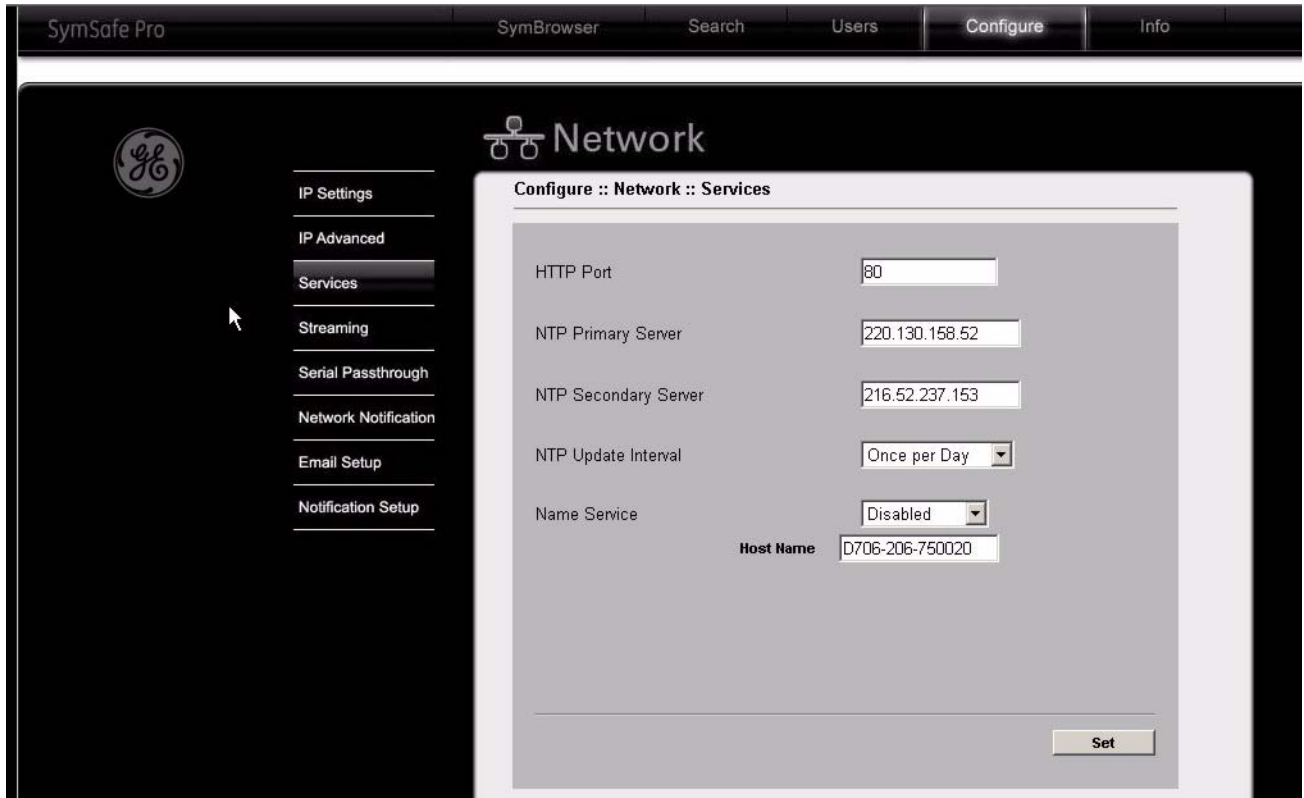 SymSafe Pro
SymBrowser Search Users Configure Info
GE
Network
IP Settings
IP Advanced
Services
Streaming
Serial Passthrough
Network Notification
Email Setup
Notification Setup
Configure :: Network :: Services
HTTP Port 80
NTP Primary Server 220.130.158.52
NTP Secondary Server 216.52.237.153
NTP Update Interval Once per Day
Name Service Disabled
Host Name D706-206-750020
Set